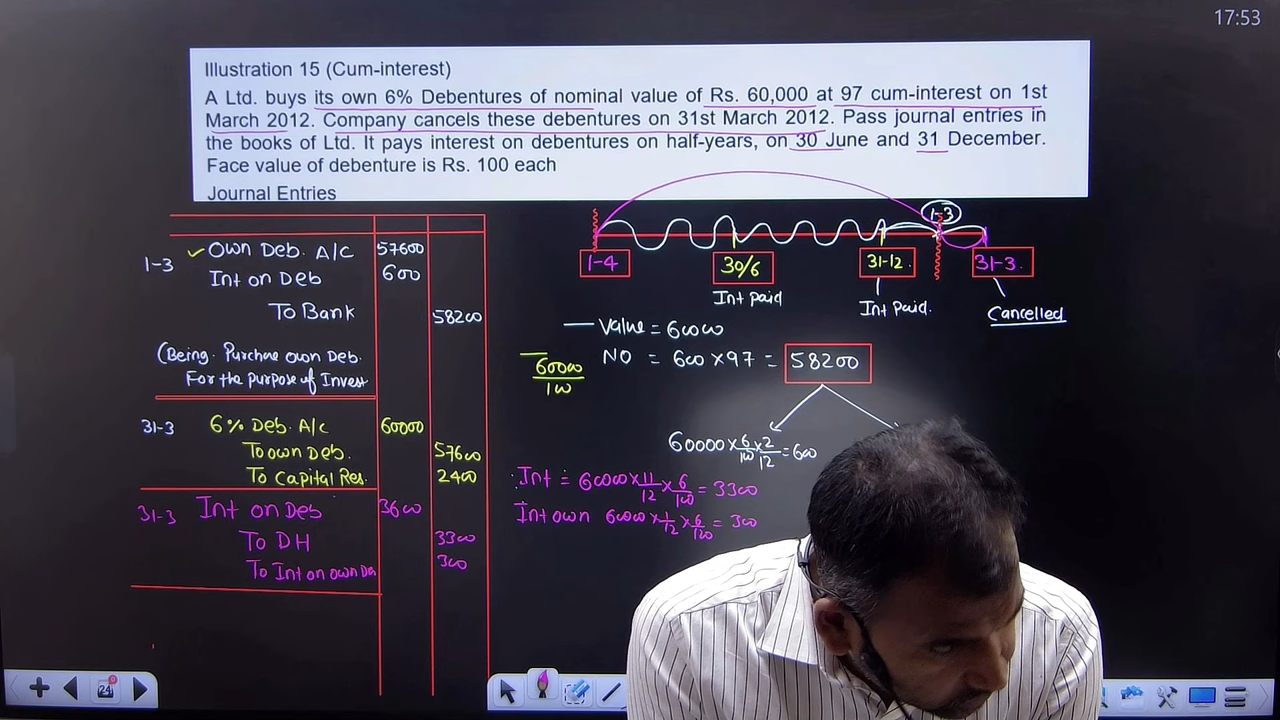 17:53
Illustration 15 (Cum-interest)
A Ltd. buys its own 6% Debentures of nominal value of Rs. 60,000 at 97 cum-interest on 1st
March 2012. Company cancels these debentures on 31st March 2012. Pass journal entries in
the books of Ltd. It pays interest on debentures on half-years, on 30 June and 31 December.
Face value of debenture is Rs. 100 each
Journal Entries
1-3 Own Deb. A/C 57600
Int on Deb 600
To Bank 58200
(Being. Purchase own Deb.
For the purpose of Invest
31-3 6% Deb. A/c 60000
To own Deb. 57600
To Capital Res. 2400
31-3 Int on Deb 3600
To DH 3300
To Int on own De 300
1-3
1-4 30/6 31-12. 31-3.
Int paid Int Paid. Cancelled
Value = 60000
NO = 600 × 97 = 58200
60000
100
60000 × 6/100 × 2/12 = 600
Int = 60000 × 11/12 × 6/100 = 3300
Int own 60000 × 1/12 × 6/100 = 300
24